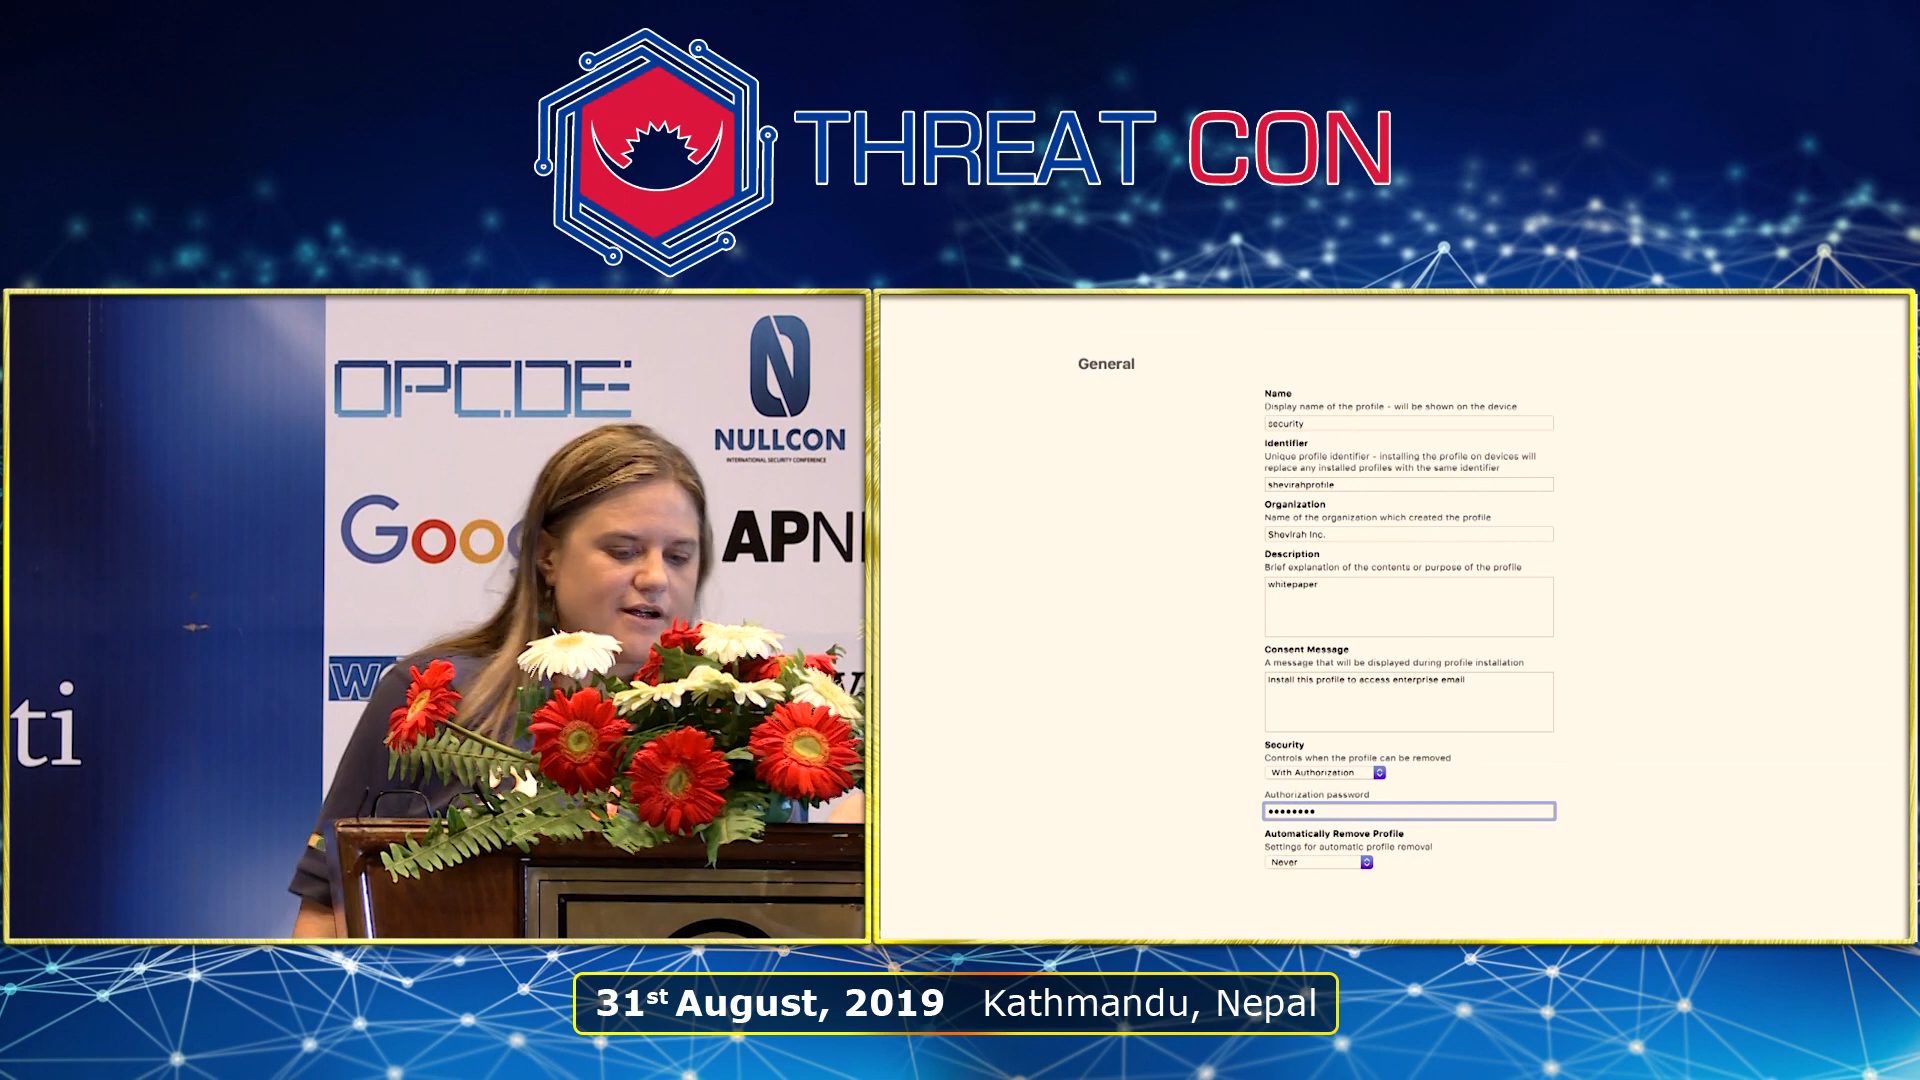 THREAT CON
OPCDE
NULLCON
INTERNATIONAL SECURITY CONFERENCE
Goo
APNI
ti
General
Name
Display name of the profile - will be shown on the device
security
Identifier
Unique profile identifier - installing the profile on devices will
replace any installed profiles with the same identifier
shevirahprofile
Organization
Name of the organization which created the profile
Shevirah Inc.
Description
Brief explanation of the contents or purpose of the profile
whitepaper
Consent Message
A message that will be displayed during profile installation
Install this profile to access enterprise email
Security
Controls when the profile can be removed
With Authorization
Authorization password
••••••••
Automatically Remove Profile
Settings for automatic profile removal
Never
31st August, 2019 Kathmandu, Nepal